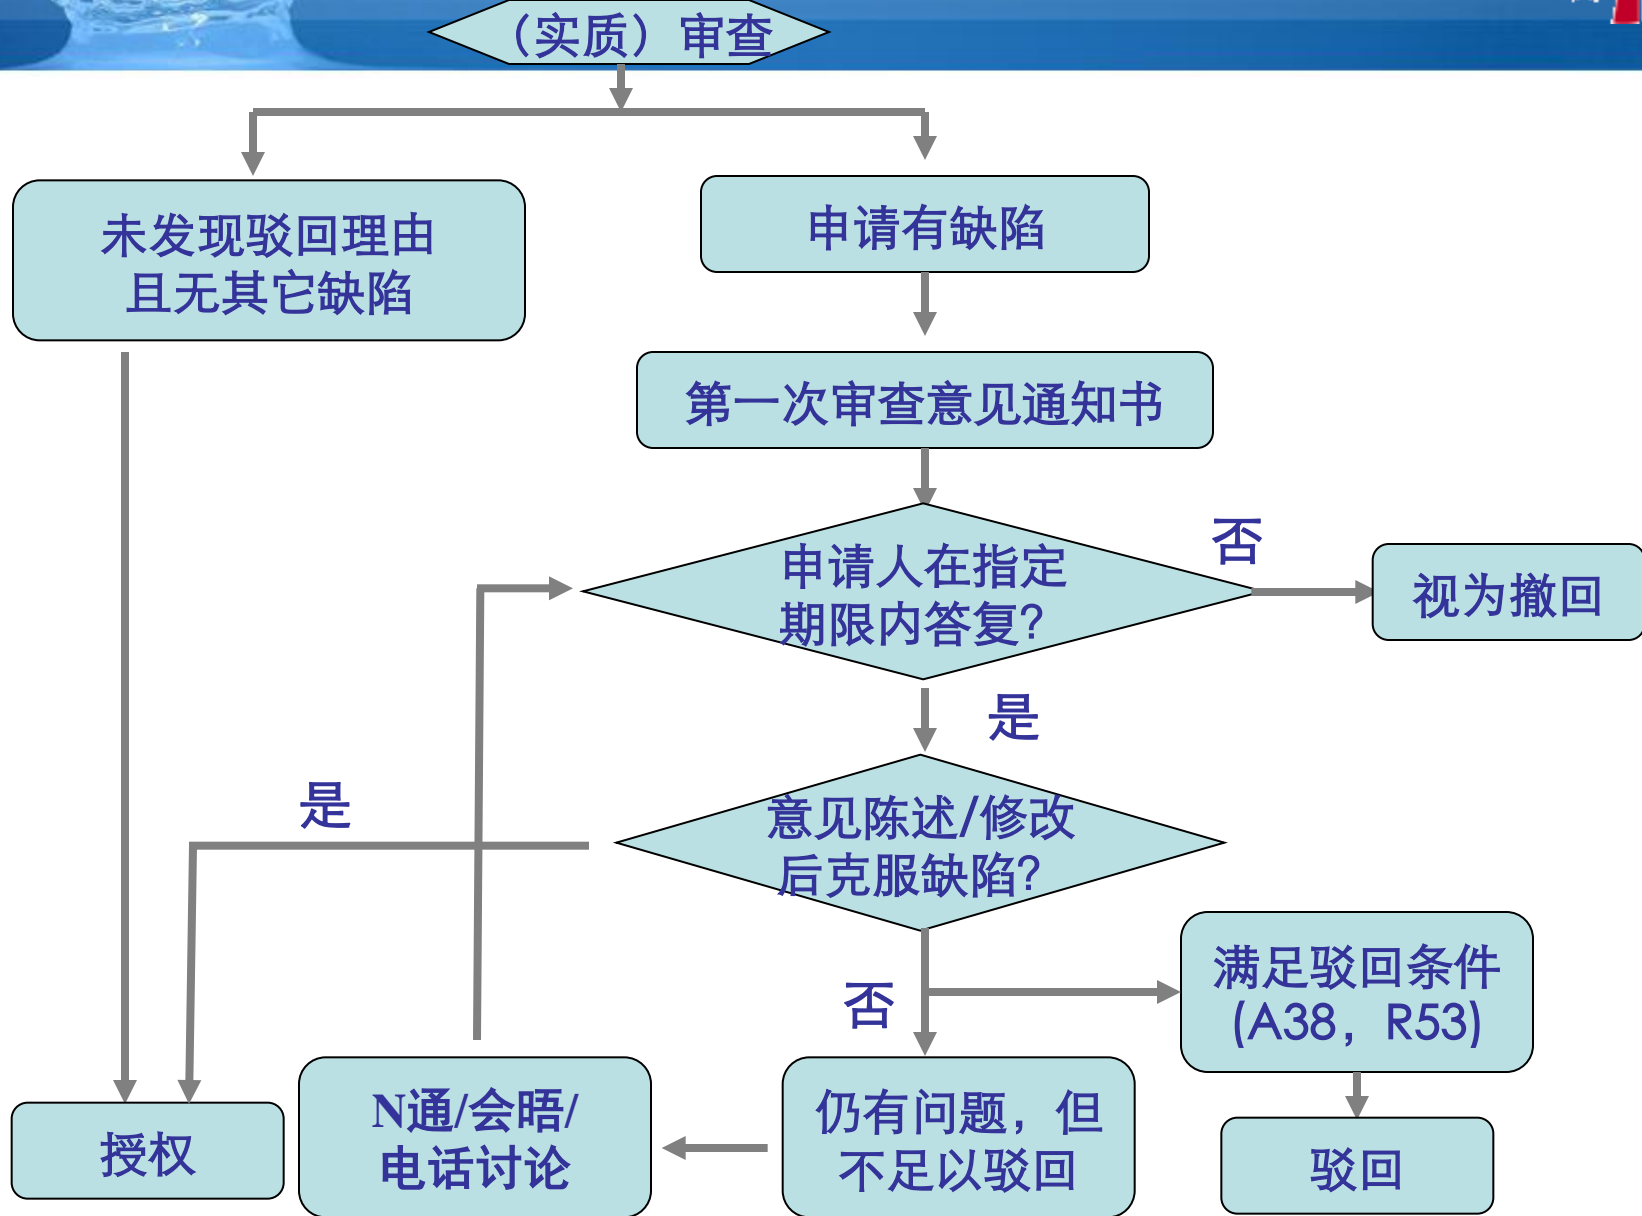 （实质）审查
未发现驳回理由
且无其它缺陷
申请有缺陷
第一次审查意见通知书
申请人在指定
期限内答复？
否
视为撤回
是
意见陈述/修改
后克服缺陷？
是
否
满足驳回条件
(A38，R53)
仍有问题，但
不足以驳回
N通/会晤/
电话讨论
授权
驳回